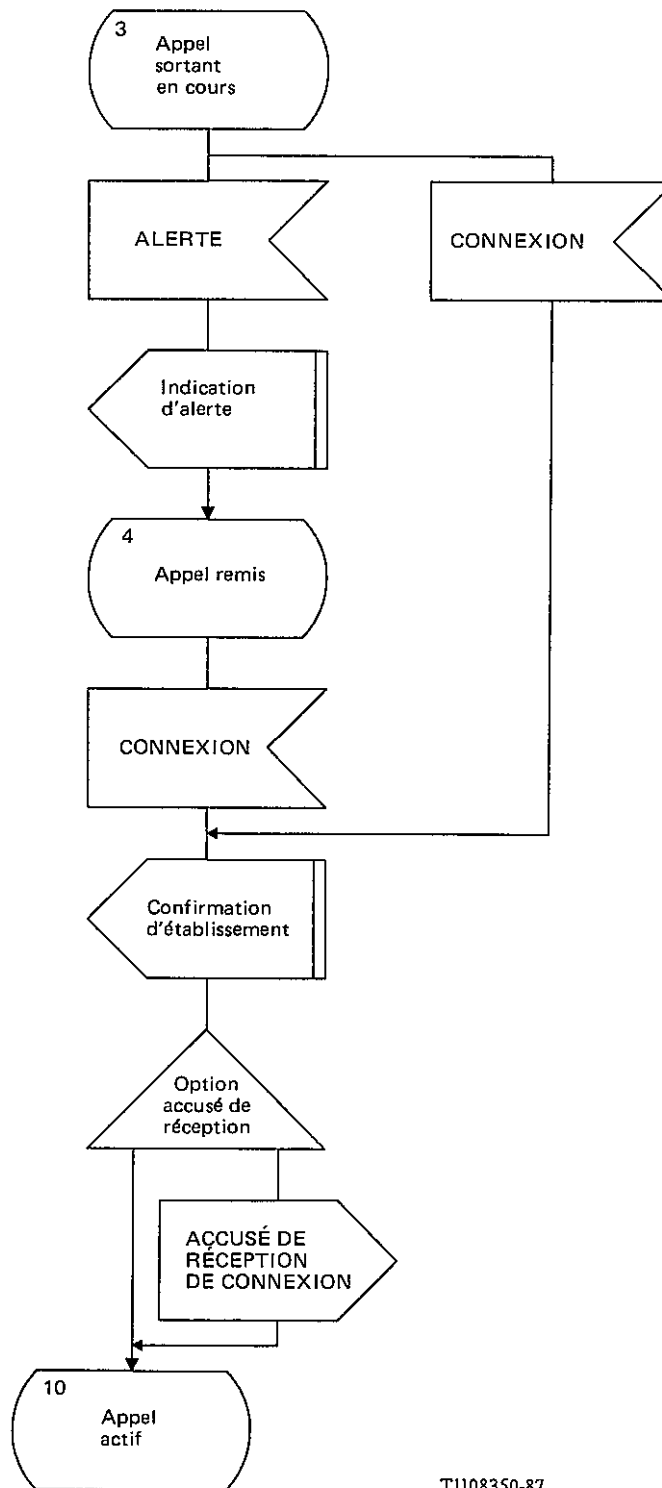 3
Appel
sortant
en cours
ALERTE
CONNEXION
Indication
d'alerte
4
Appel remis
CONNEXION
Confirmation
d'établissement
Option
accusé de
réception
ACCUSÉ DE
RÉCEPTION
DE CONNEXION
10
Appel
actif
T1108350-87